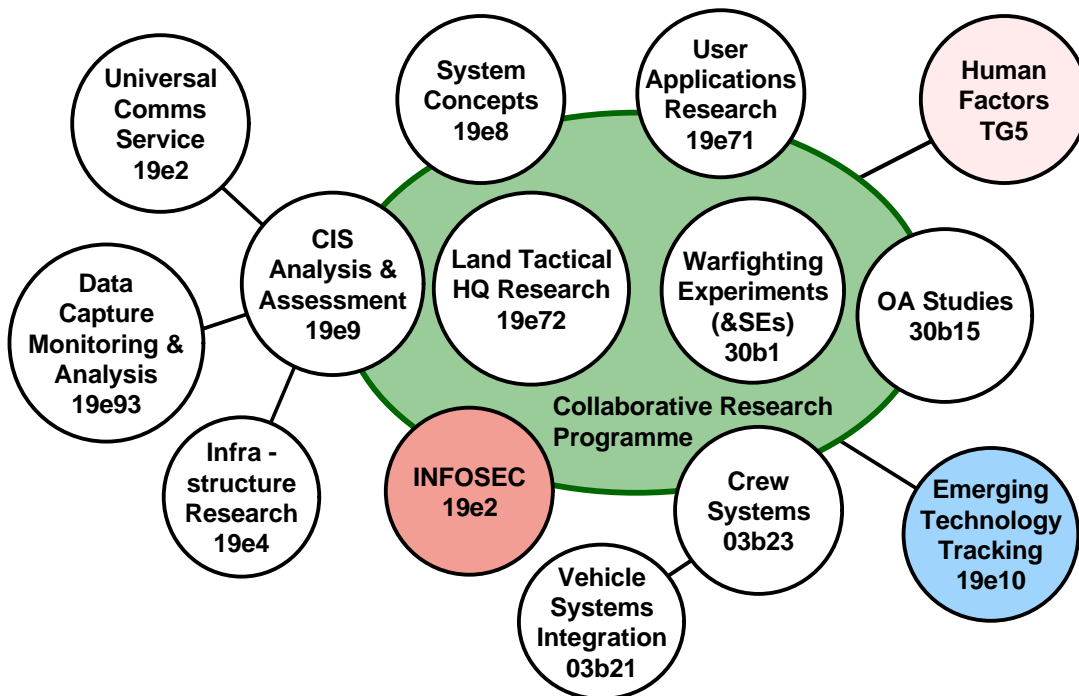 Universal
Comms
Service
19e2
System
Concepts
19e8
User
Applications
Research
19e71
Human
Factors
TG5
CIS
Analysis &
Assessment
19e9
Land Tactical
HQ Research
19e72
Warfighting
Experiments
(&SEs)
30b1
OA Studies
30b15
Data
Capture
Monitoring &
Analysis
19e93
Collaborative Research
Programme
Infra -
structure
Research
19e4
INFOSEC
19e2
Crew
Systems
03b23
Emerging
Technology
Tracking
19e10
Vehicle
Systems
Integration
03b21